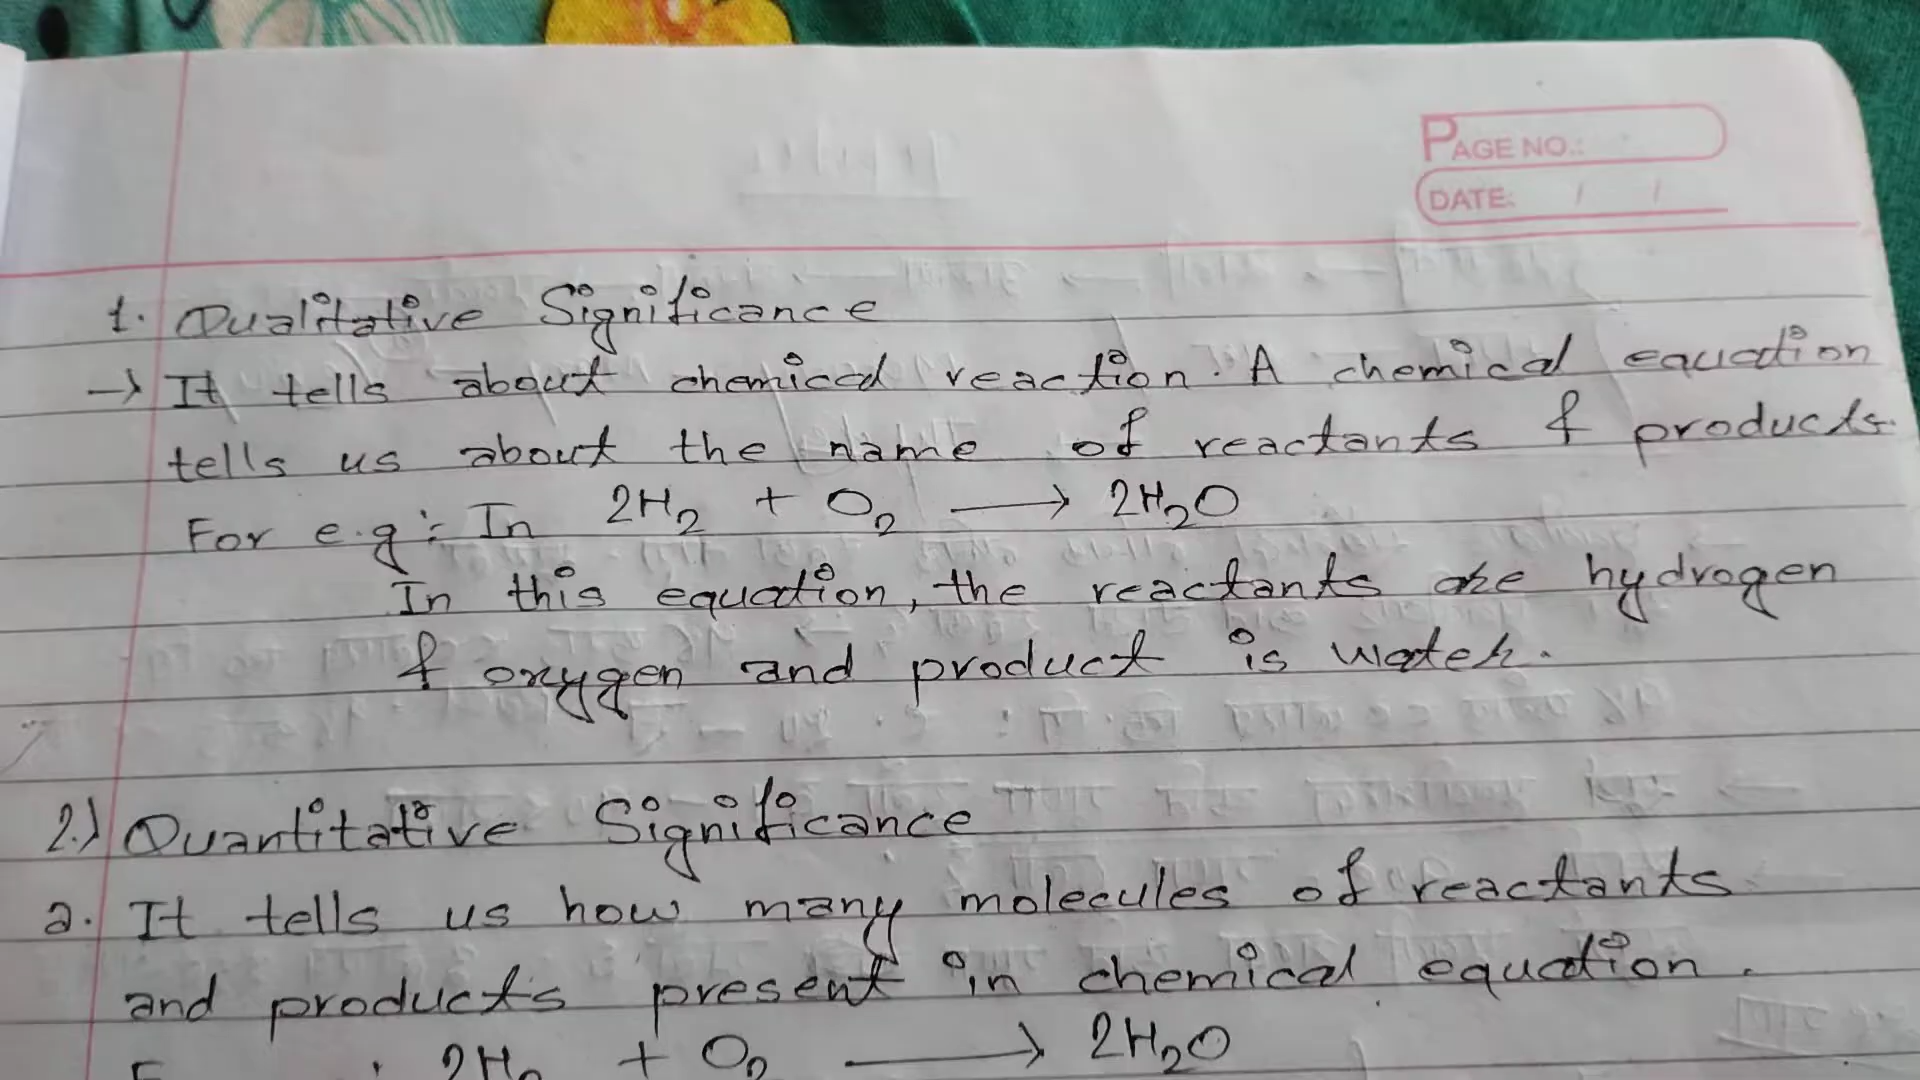 PAGE NO.:
DATE: / /
1. Qualitative Significance
→ It tells about chemical reaction. A chemical equation
tells us about the name of reactants & products.
For e.g: In 2H₂ + O₂ → 2H₂O
In this equation, the reactants are hydrogen
& oxygen and product is water.
2.) Quantitative Significance
a. It tells us how many molecules of reactants
and products present in chemical equation.
2H₂ + O₂ → 2H₂O